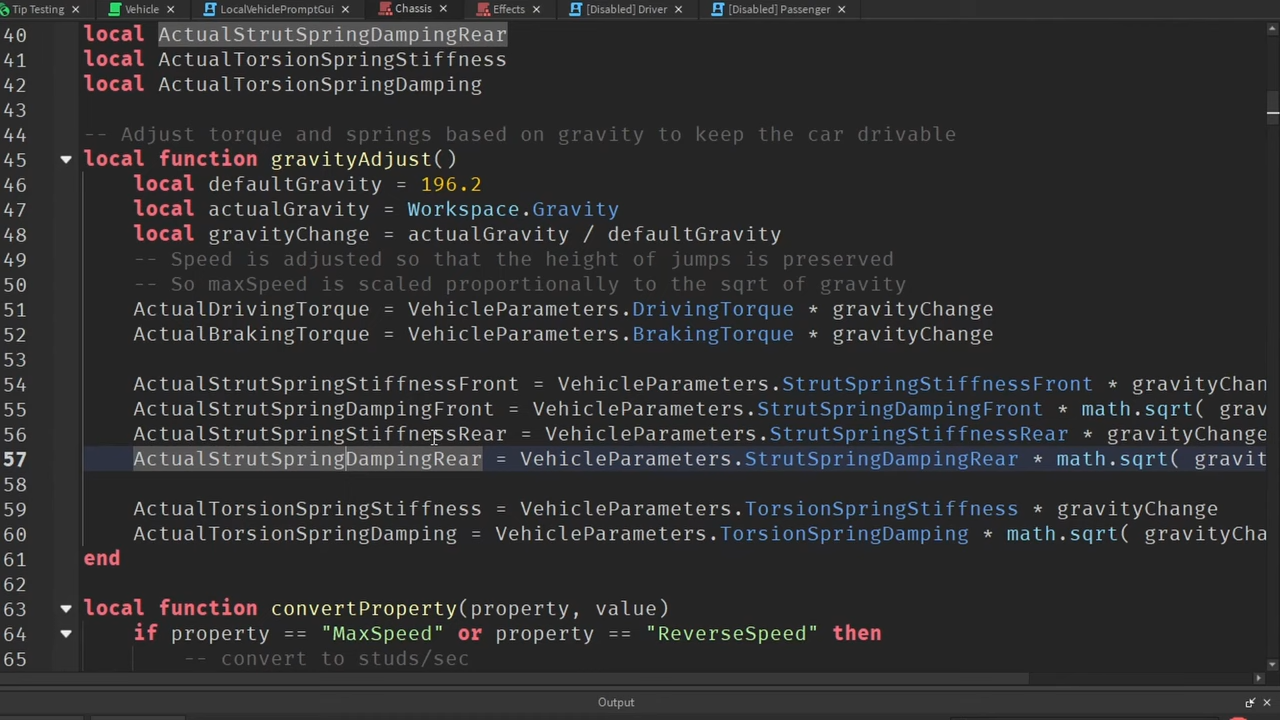 Tip Testing Vehicle LocalVehiclePromptGui Chassis Effects [Disabled] Driver [Disabled] Passenger
40 local ActualStrutSpringDampingRear
41 local ActualTorsionSpringStiffness
42 local ActualTorsionSpringDamping
43
44 -- Adjust torque and springs based on gravity to keep the car drivable
45 local function gravityAdjust()
46 local defaultGravity = 196.2
47 local actualGravity = Workspace.Gravity
48 local gravityChange = actualGravity / defaultGravity
49 -- Speed is adjusted so that the height of jumps is preserved
50 -- So maxSpeed is scaled proportionally to the sqrt of gravity
51 ActualDrivingTorque = VehicleParameters.DrivingTorque * gravityChange
52 ActualBrakingTorque = VehicleParameters.BrakingTorque * gravityChange
53
54 ActualStrutSpringStiffnessFront = VehicleParameters.StrutSpringStiffnessFront * gravityChan
55 ActualStrutSpringDampingFront = VehicleParameters.StrutSpringDampingFront * math.sqrt( grav
56 ActualStrutSpringStiffnessRear = VehicleParameters.StrutSpringStiffnessRear * gravityChange
57 ActualStrutSpringDampingRear = VehicleParameters.StrutSpringDampingRear * math.sqrt( gravit
58
59 ActualTorsionSpringStiffness = VehicleParameters.TorsionSpringStiffness * gravityChange
60 ActualTorsionSpringDamping = VehicleParameters.TorsionSpringDamping * math.sqrt( gravityCha
61 end
62
63 local function convertProperty(property, value)
64 if property == "MaxSpeed" or property == "ReverseSpeed" then
65 -- convert to studs/sec
Output